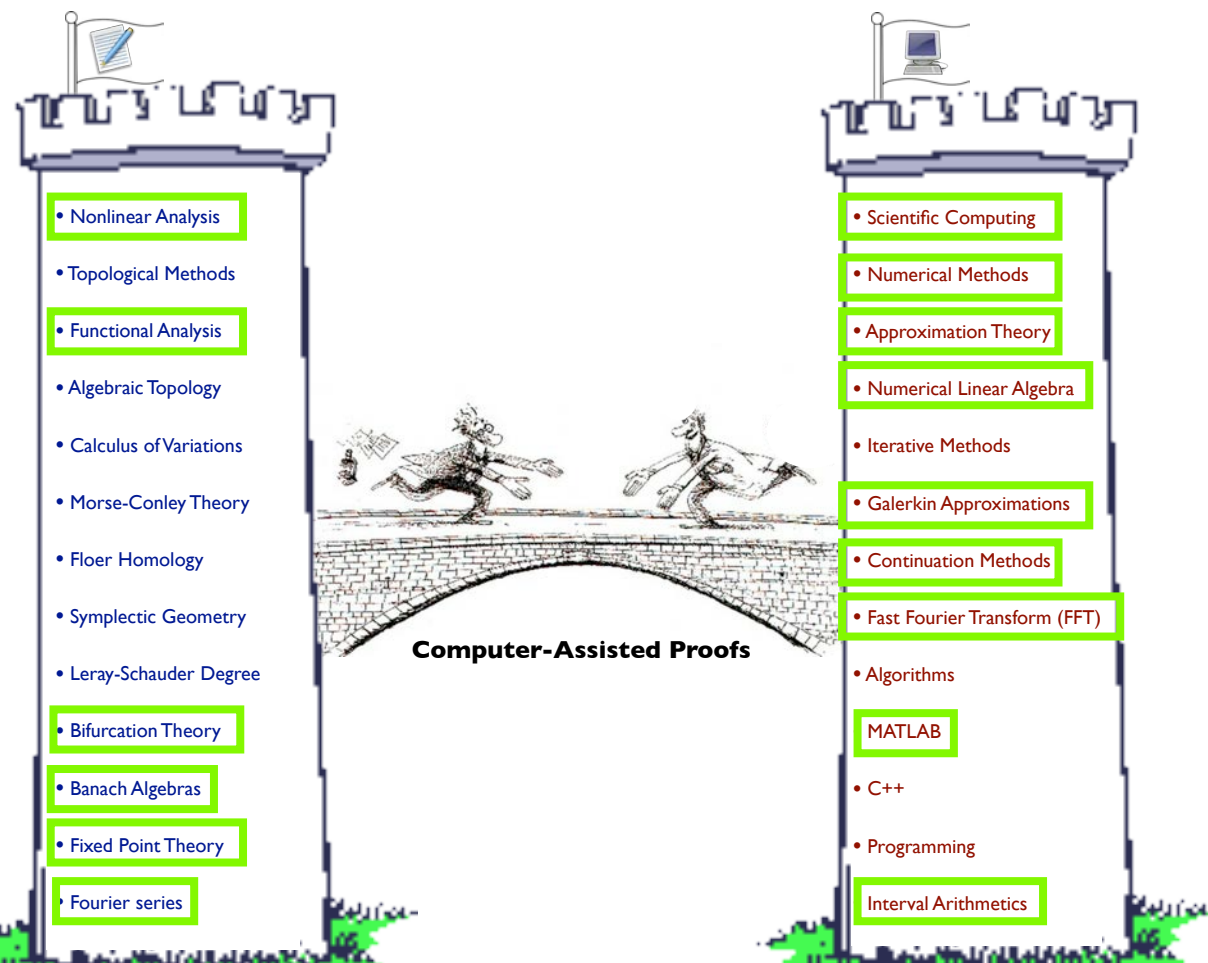 • Nonlinear Analysis
• Topological Methods
• Functional Analysis
• Algebraic Topology
• Calculus of Variations
• Morse-Conley Theory
• Floer Homology
• Symplectic Geometry
• Leray-Schauder Degree
• Bifurcation Theory
• Banach Algebras
• Fixed Point Theory
• Fourier series
Computer-Assisted Proofs
• Scientific Computing
• Numerical Methods
• Approximation Theory
• Numerical Linear Algebra
• Iterative Methods
• Galerkin Approximations
• Continuation Methods
• Fast Fourier Transform (FFT)
• Algorithms
MATLAB
• C++
• Programming
Interval Arithmetics